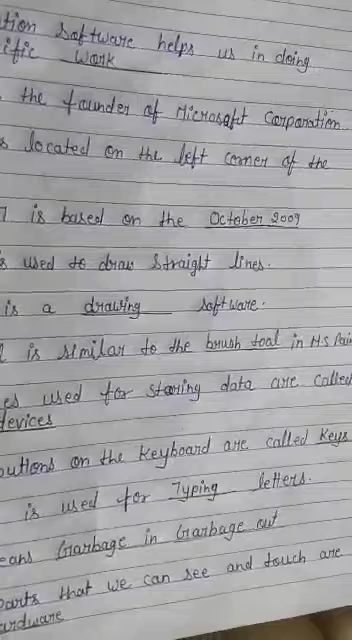 tion software helps us in doing
ific work
the founder of Microsoft Corporation
s located on the left corner of the
7 is based on the October 2009
is used to draw straight lines.
is a drawing software.
l is similar to the brush tool in MS Pain
es used for storing data are called
devices
buttons on the keyboard are called Keys
is used for Typing letters.
eans Garbage in Garbage out
parts that we can see and touch are
ardware